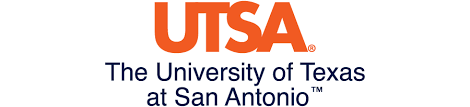 UTSA®
The University of Texas
at San Antonio™